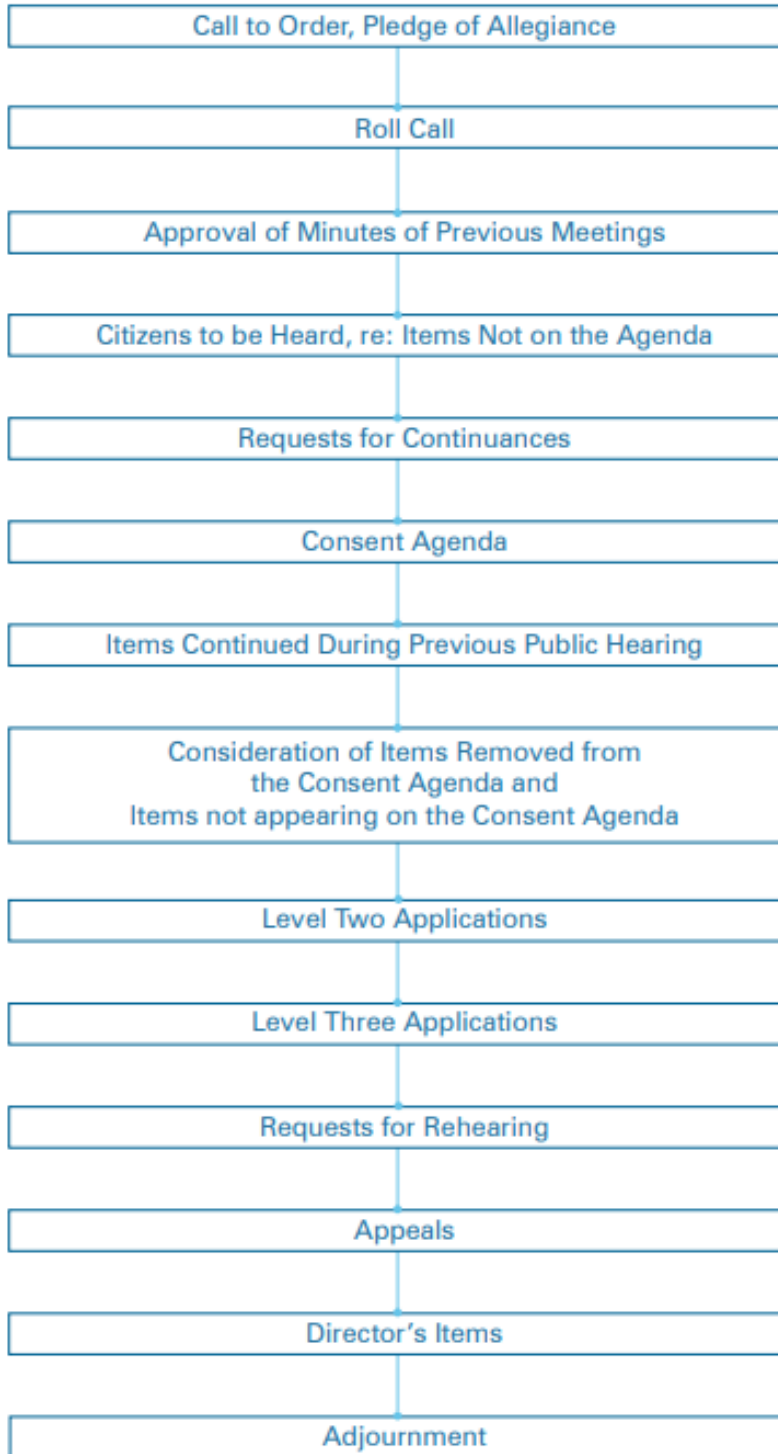 Call to Order, Pledge of Allegiance
Roll Call
Approval of Minutes of Previous Meetings
Citizens to be Heard, re: Items Not on the Agenda
Requests for Continuances
Consent Agenda
Items Continued During Previous Public Hearing
Consideration of Items Removed from
the Consent Agenda and
Items not appearing on the Consent Agenda
Level Two Applications
Level Three Applications
Requests for Rehearing
Appeals
Director's Items
Adjournment